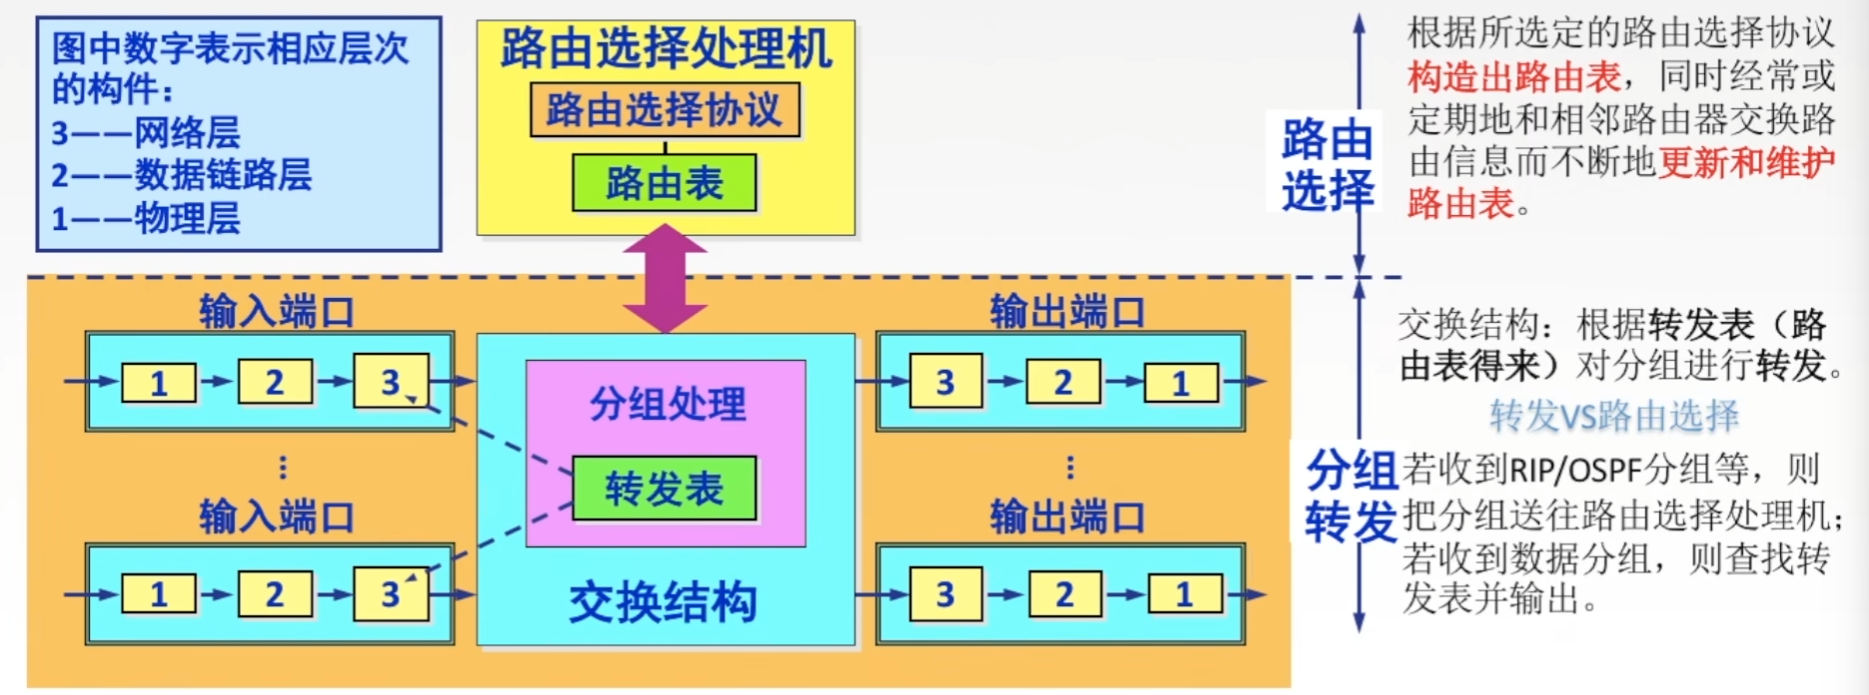 图中数字表示相应层次
的构件：
3——网络层
2——数据链路层
1——物理层
路由选择处理机
路由选择协议
路由表
路由
选择
根据所选定的路由选择协议
构造出路由表，同时经常或
定期地和相邻路由器交换路
由信息而不断地更新和维护
路由表。
输入端口
1
2
3
⋮
输入端口
1
2
3
分组处理
转发表
交换结构
输出端口
3
2
1
⋮
输出端口
3
2
1
分组
转发
交换结构：根据转发表（路
由表得来）对分组进行转发。
转发VS路由选择
若收到RIP/OSPF分组等，则
把分组送往路由选择处理机；
若收到数据分组，则查找转
发表并输出。